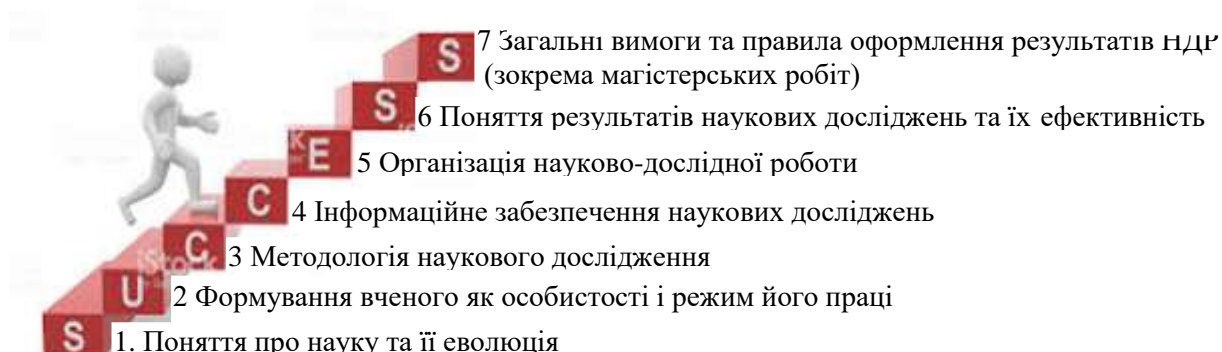 S 7 Загальні вимоги та правила оформлення результатів НДР
(зокрема магістерських робіт)
S 6 Поняття результатів наукових досліджень та їх ефективність
E 5 Організація науково-дослідної роботи
C 4 Інформаційне забезпечення наукових досліджень
C 3 Методологія наукового дослідження
iStock
U 2 Формування вченого як особистості і режим його праці
S 1. Поняття про науку та її еволюція